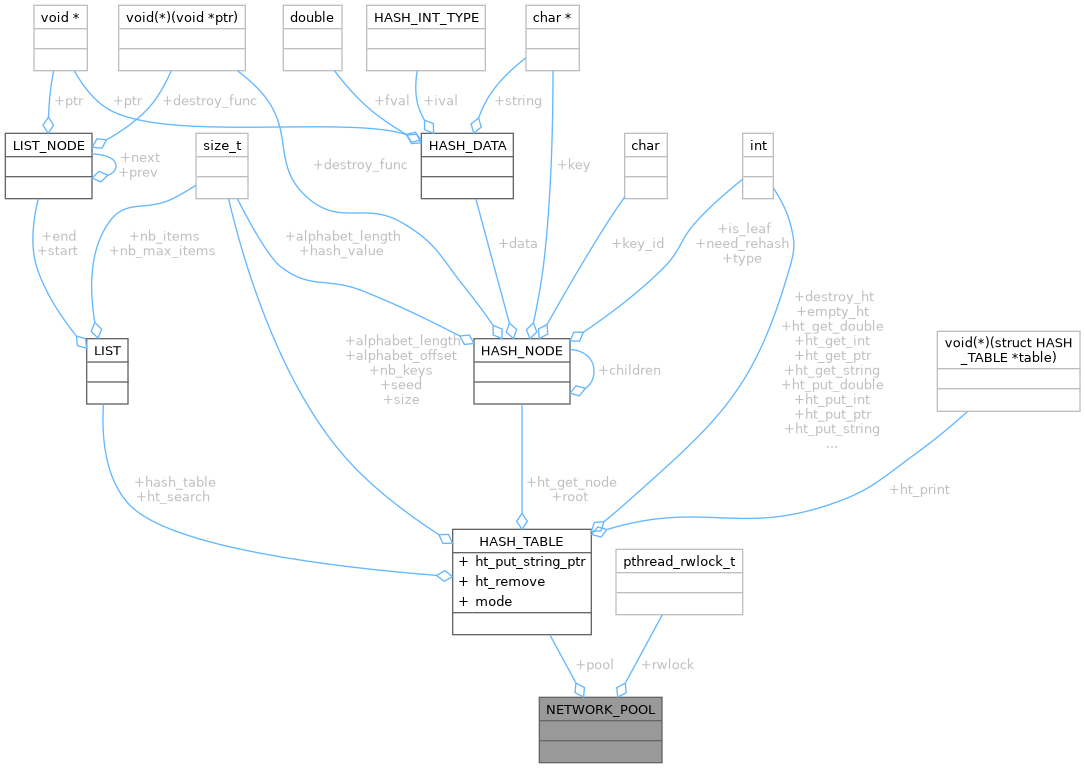 void *
void(*)(void *ptr)
double
HASH_INT_TYPE
char *
+ptr
+ptr
+destroy_func
+fval
+ival
+string
LIST_NODE
size_t
HASH_DATA
char
int
+next
+prev
+destroy_func
+key
+end
+start
+nb_items
+nb_max_items
+alphabet_length
+hash_value
+data
+key_id
+is_leaf
+need_rehash
+type
+destroy_ht
+empty_ht
+ht_get_double
+ht_get_int
+ht_get_ptr
+ht_get_string
+ht_put_double
+ht_put_int
+ht_put_ptr
+ht_put_string
...
void(*)(struct HASH
_TABLE *table)
LIST
+alphabet_length
+alphabet_offset
+nb_keys
+seed
+size
HASH_NODE
+children
+hash_table
+ht_search
+ht_get_node
+root
+ht_print
HASH_TABLE
+ ht_put_string_ptr
+ ht_remove
+ mode
pthread_rwlock_t
+pool
+rwlock
NETWORK_POOL